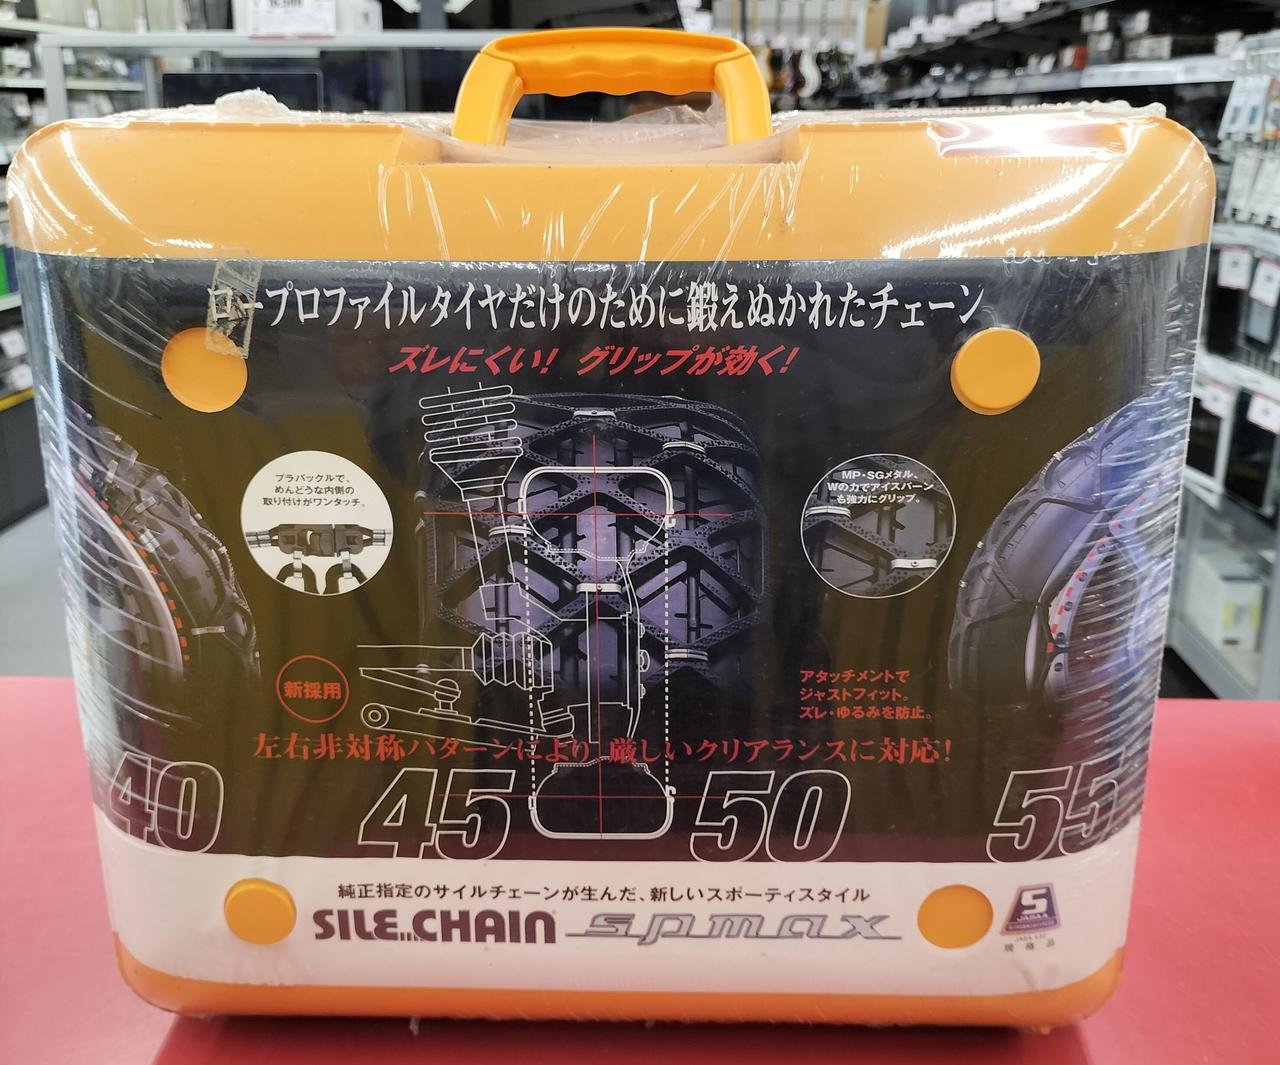 ロープロファイルタイヤだけのために鍛えぬかれたチェーン
ズレにくい! グリップが効く!
プラバックルで、
めんどうな内側の
取り付けがワンタッチ。
MP・SGメタル、
Wの力でアイスバーン
も強力にグリップ。
新採用
アタッチメントで
ジャストフィット。
ズレ・ゆるみを防止。
左右非対称パターンにより、厳しいクリアランスに対応!
40 45 50 55
純正指定のサイルチェーンが生んだ、新しいスポーティスタイル
SILE CHAIN spmax
S
JASAA
規格品